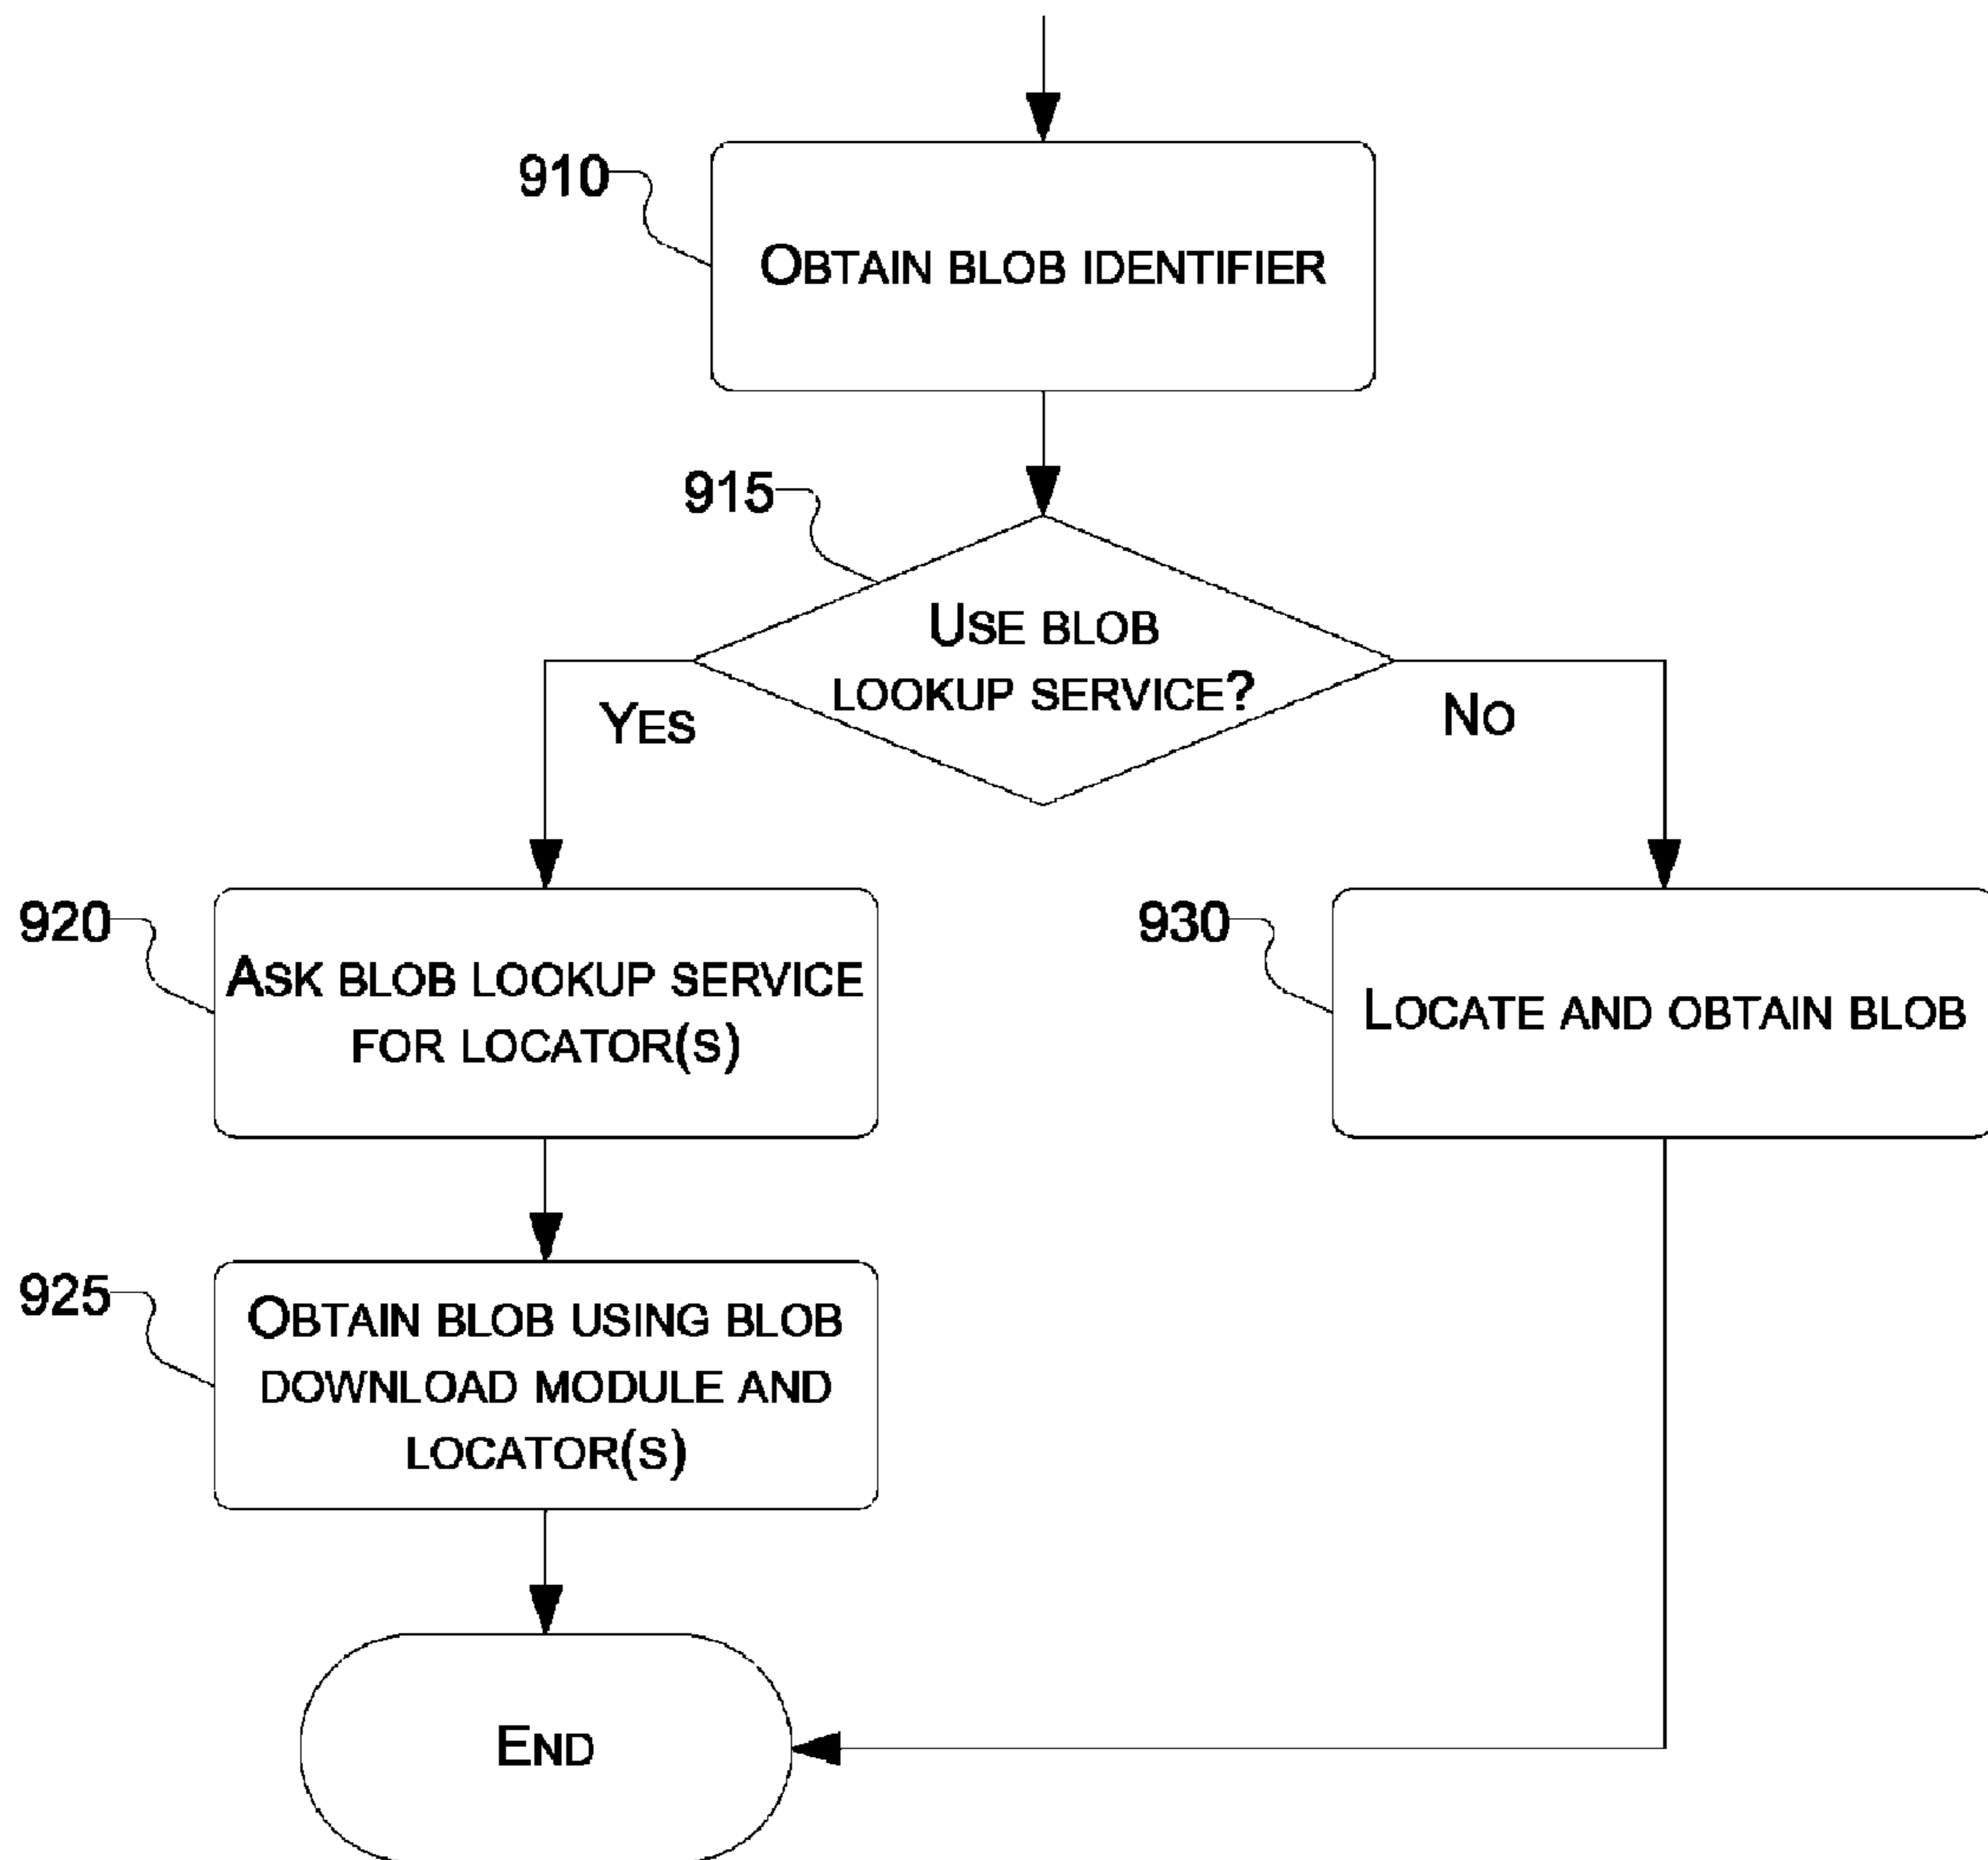 910
OBTAIN BLOB IDENTIFIER
915
USE BLOB
LOOKUP SERVICE?
YES
NO
920
ASK BLOB LOOKUP SERVICE
FOR LOCATOR(S)
930
LOCATE AND OBTAIN BLOB
925
OBTAIN BLOB USING BLOB
DOWNLOAD MODULE AND
LOCATOR(S)
END